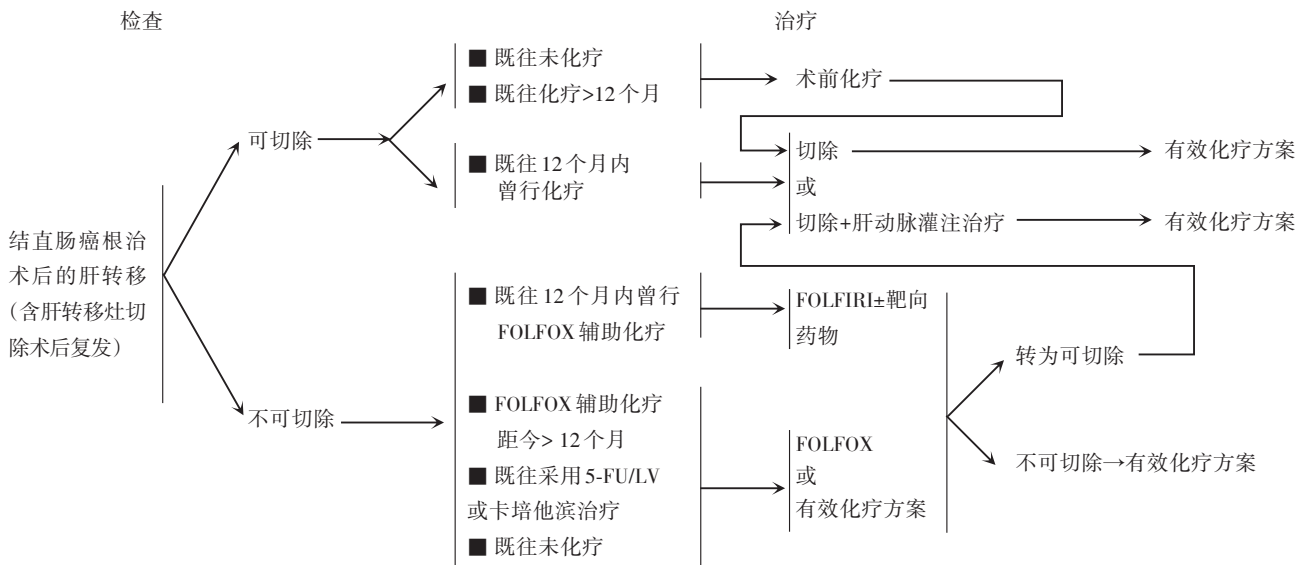 检查
治疗
■ 既往未化疗
■ 既往化疗>12个月
术前化疗
可切除
■ 既往12个月内
曾行化疗
切除
有效化疗方案
或
切除+肝动脉灌注治疗
有效化疗方案
结直肠癌根治
术后的肝转移
（含肝转移灶切
除术后复发）
■ 既往12个月内曾行
FOLFOX辅助化疗
FOLFIRI±靶向
药物
转为可切除
不可切除
■ FOLFOX辅助化疗
距今> 12个月
■ 既往采用5-FU/LV
或卡培他滨治疗
■ 既往未化疗
FOLFOX
或
有效化疗方案
不可切除→有效化疗方案